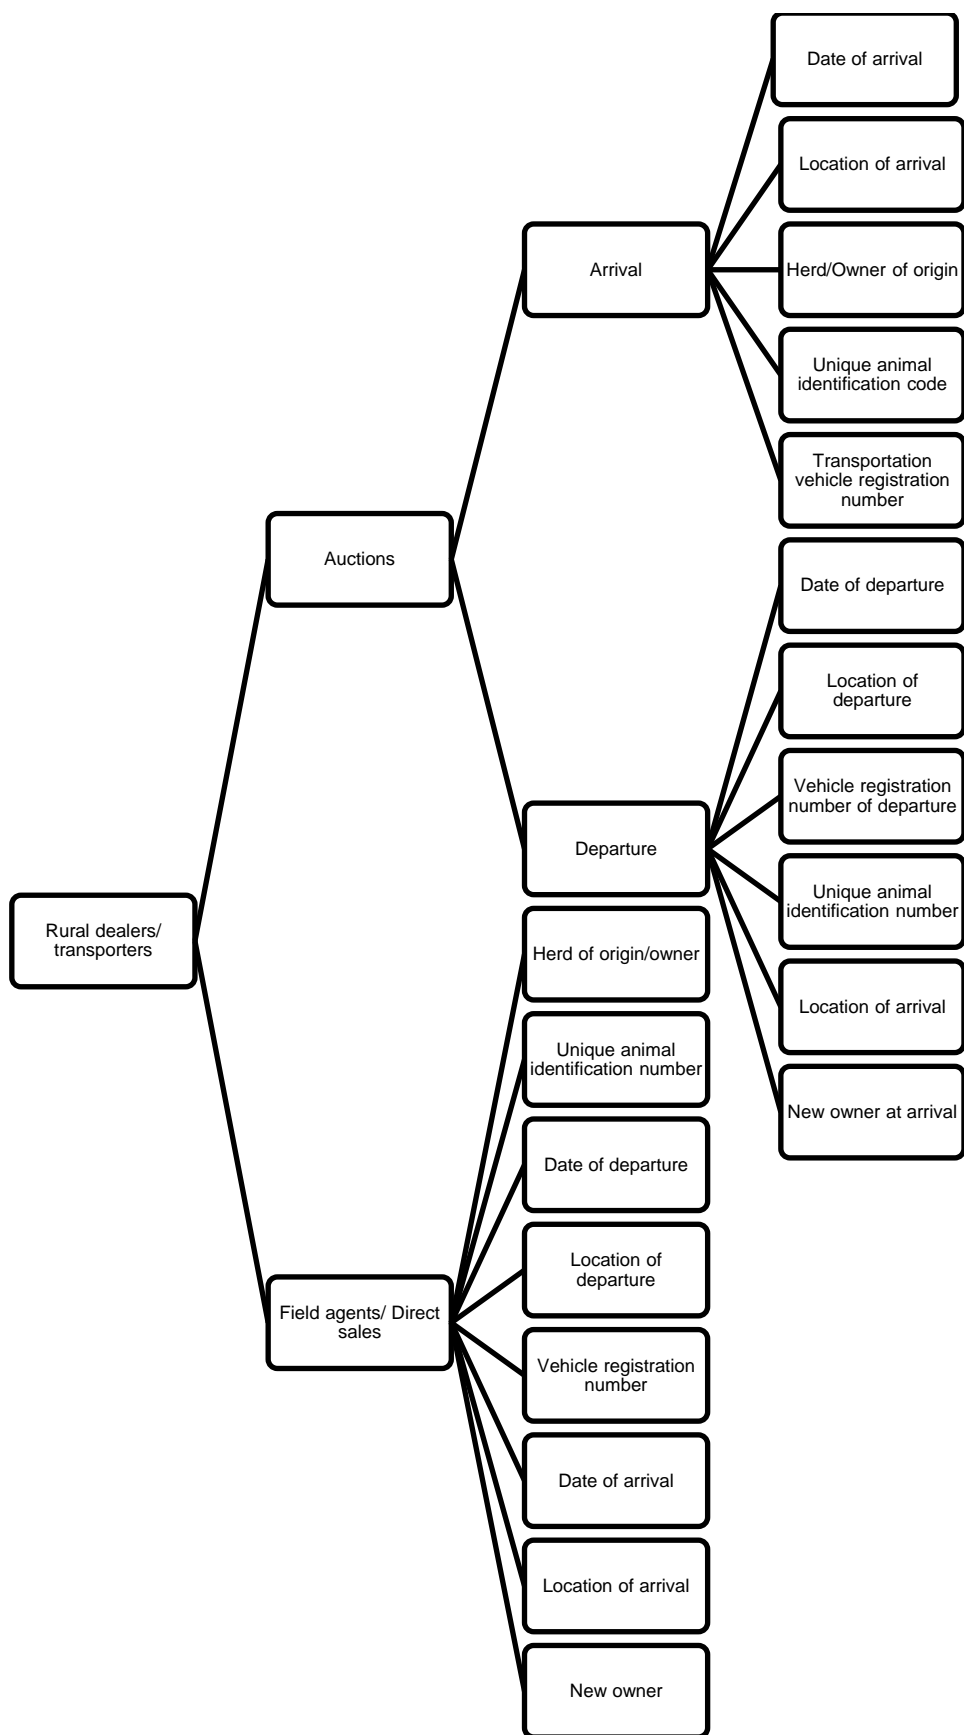 Date of arrival
Location of arrival
Arrival
Herd/Owner of origin
Unique animal
identification code
Transportation
vehicle registration
number
Auctions
Date of departure
Location of
departure
Vehicle registration
number of departure
Departure
Unique animal
identification number
Rural dealers/
transporters
Herd of origin/owner
Location of arrival
Unique animal
identification number
New owner at arrival
Date of departure
Location of
departure
Field agents/ Direct
sales
Vehicle registration
number
Date of arrival
Location of arrival
New owner